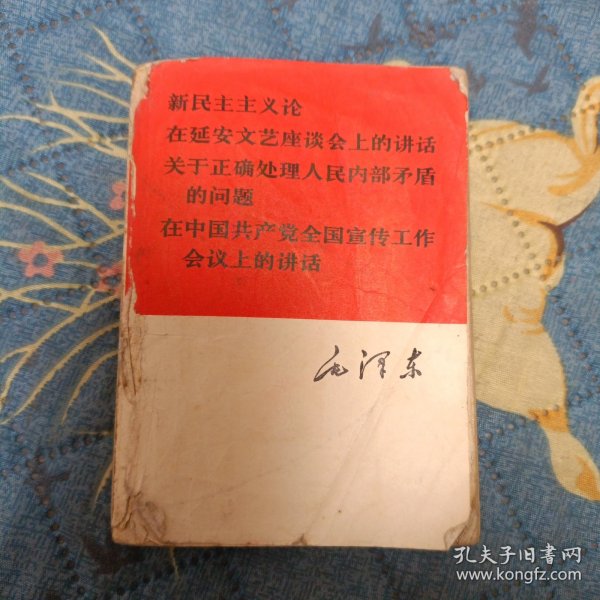 新民主主义论
在延安文艺座谈会上的讲话
关于正确处理人民内部矛盾
的问题
在中国共产党全国宣传工作
会议上的讲话
毛泽东
孔夫子旧书网
www.kongfz.com